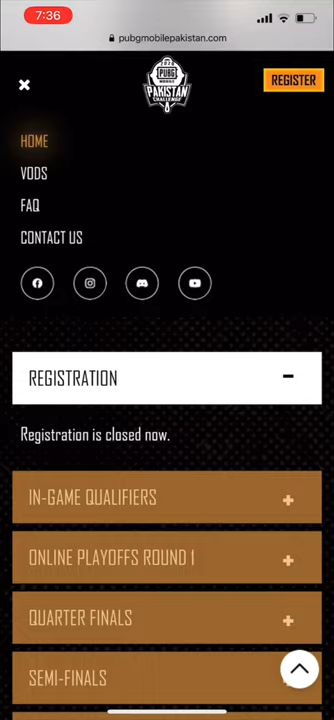 7:36
pubgmobilepakistan.com
PUBG
MOBILE
PAKISTAN
CHALLENGE
REGISTER
HOME
VODS
FAQ
CONTACT US
REGISTRATION
Registration is closed now.
IN-GAME QUALIFIERS
ONLINE PLAYOFFS ROUND 1
QUARTER FINALS
SEMI-FINALS